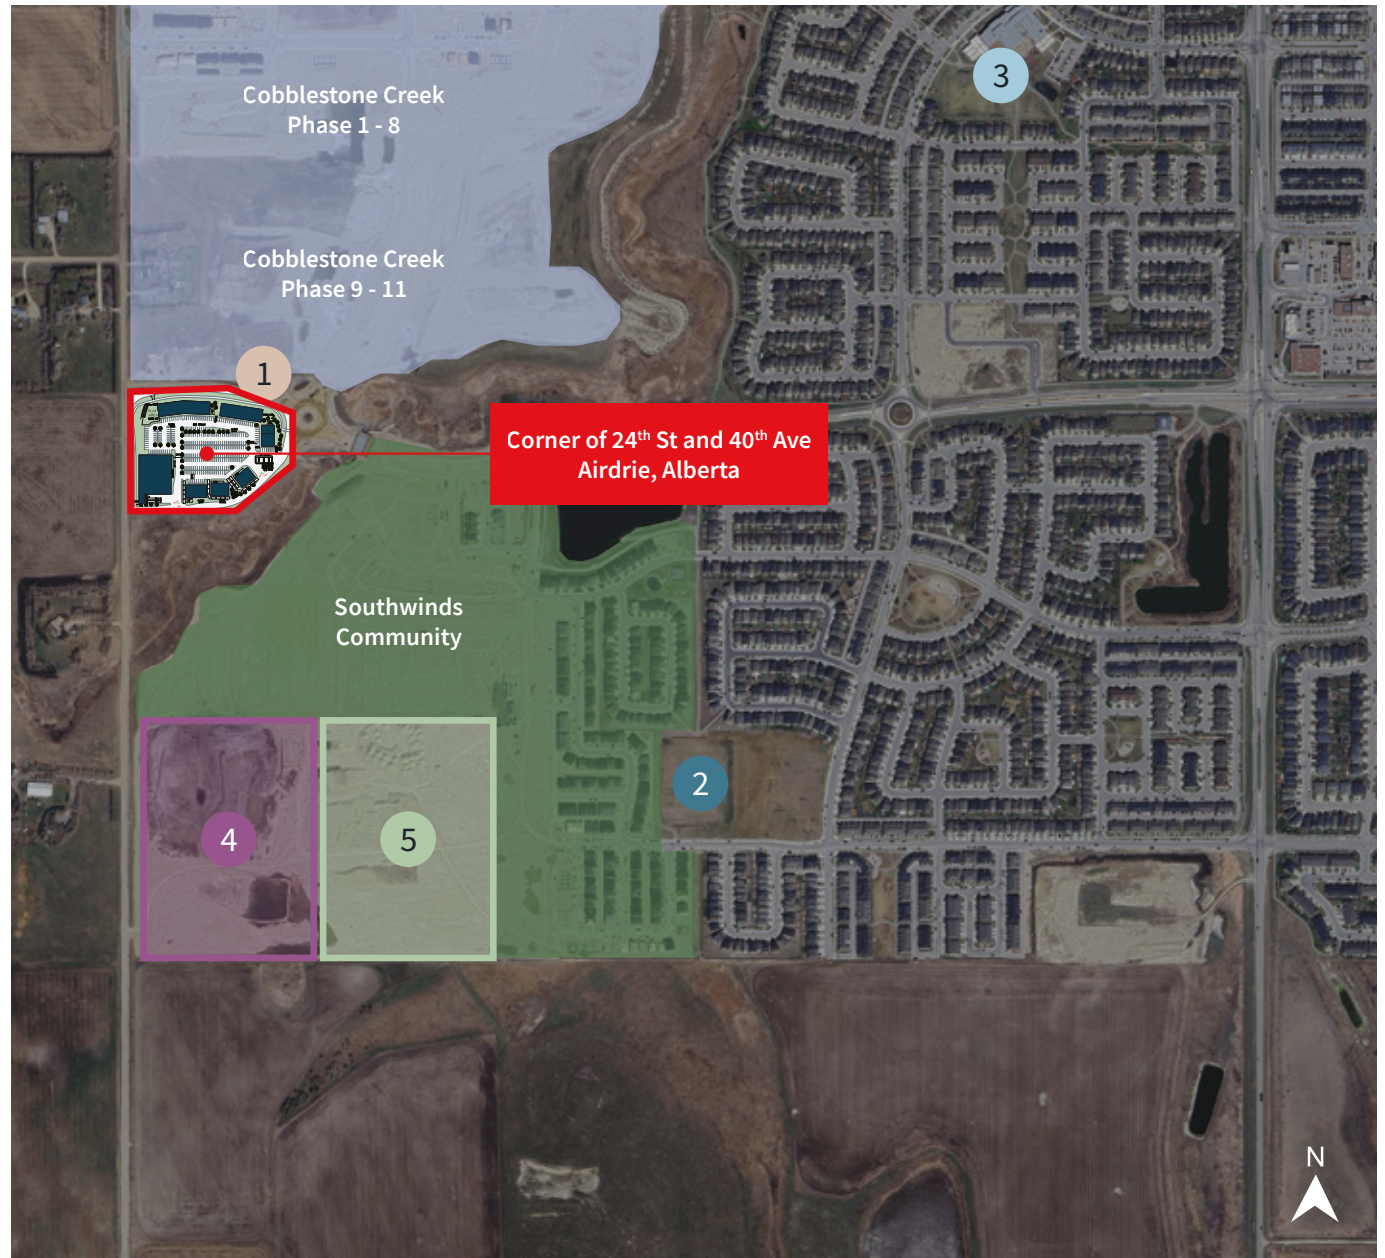 Cobblestone Creek
Phase 1 - 8
3
Cobblestone Creek
Phase 9 - 11
1
Corner of 24th St and 40th Ave
Airdrie, Alberta
Southwinds
Community
2
4
5
N